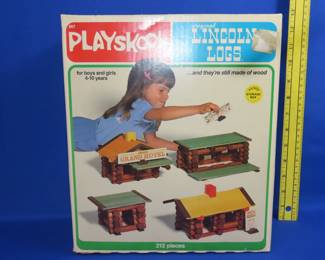 PLAYSKOOL
original
LINCOLN
LOGS
for boys and girls
4-10 years
...and they're still made of wood
GRAND HOTEL
212 pieces